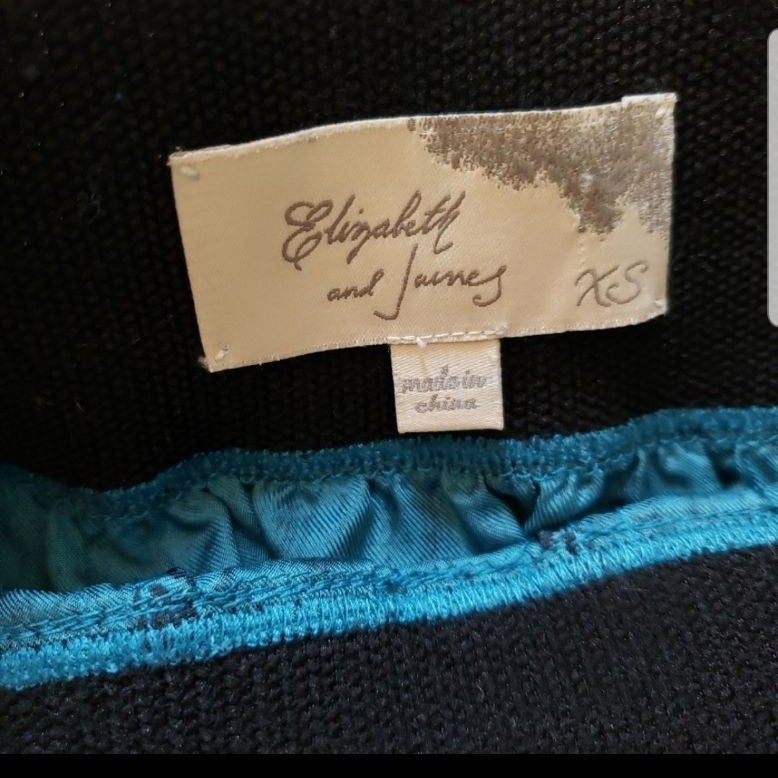 Elizabeth
and James XS
made in
china